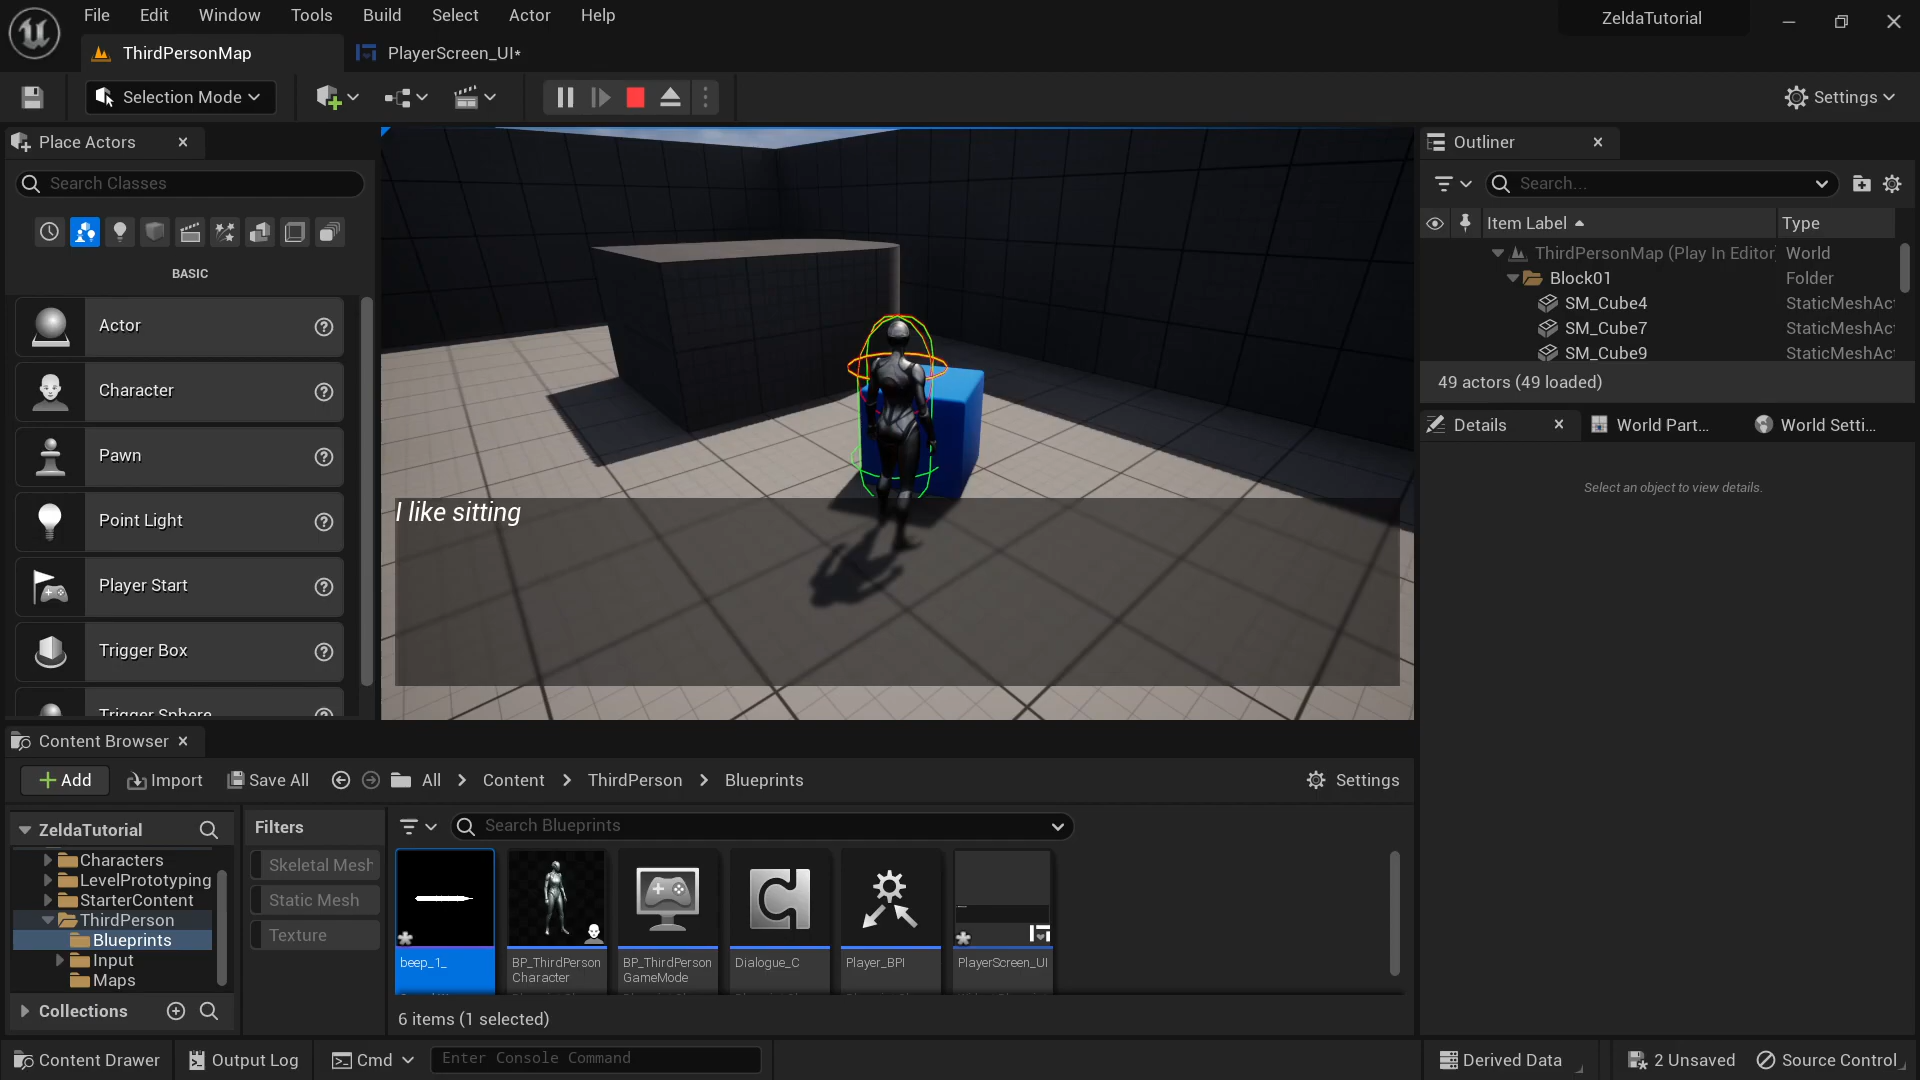 File Edit Window Tools Build Select Actor Help
ZeldaTutorial
ThirdPersonMap
PlayerScreen_UI*
Selection Mode
Settings
Place Actors
Search Classes
BASIC
Actor
Character
Pawn
Point Light
Player Start
Trigger Box
Trigger Sphere
I like sitting
Outliner
Search...
Item Label
Type
ThirdPersonMap (Play In Editor) World
Block01 Folder
SM_Cube4 StaticMeshAc
SM_Cube7 StaticMeshAc
SM_Cube9 StaticMeshAc
49 actors (49 loaded)
Details
World Part...
World Setti...
Select an object to view details.
Content Browser
Add
Import
Save All
All
Content
ThirdPerson
Blueprints
Settings
ZeldaTutorial
Characters
LevelPrototyping
StarterContent
ThirdPerson
Blueprints
Input
Maps
Collections
Filters
Skeletal Mesh
Static Mesh
Texture
Search Blueprints
beep_1_
BP_ThirdPerson
Character
BP_ThirdPerson
GameMode
Dialogue_C
Player_BPI
PlayerScreen_UI
6 items (1 selected)
Content Drawer
Output Log
Cmd
Enter Console Command
Derived Data
2 Unsaved
Source Control